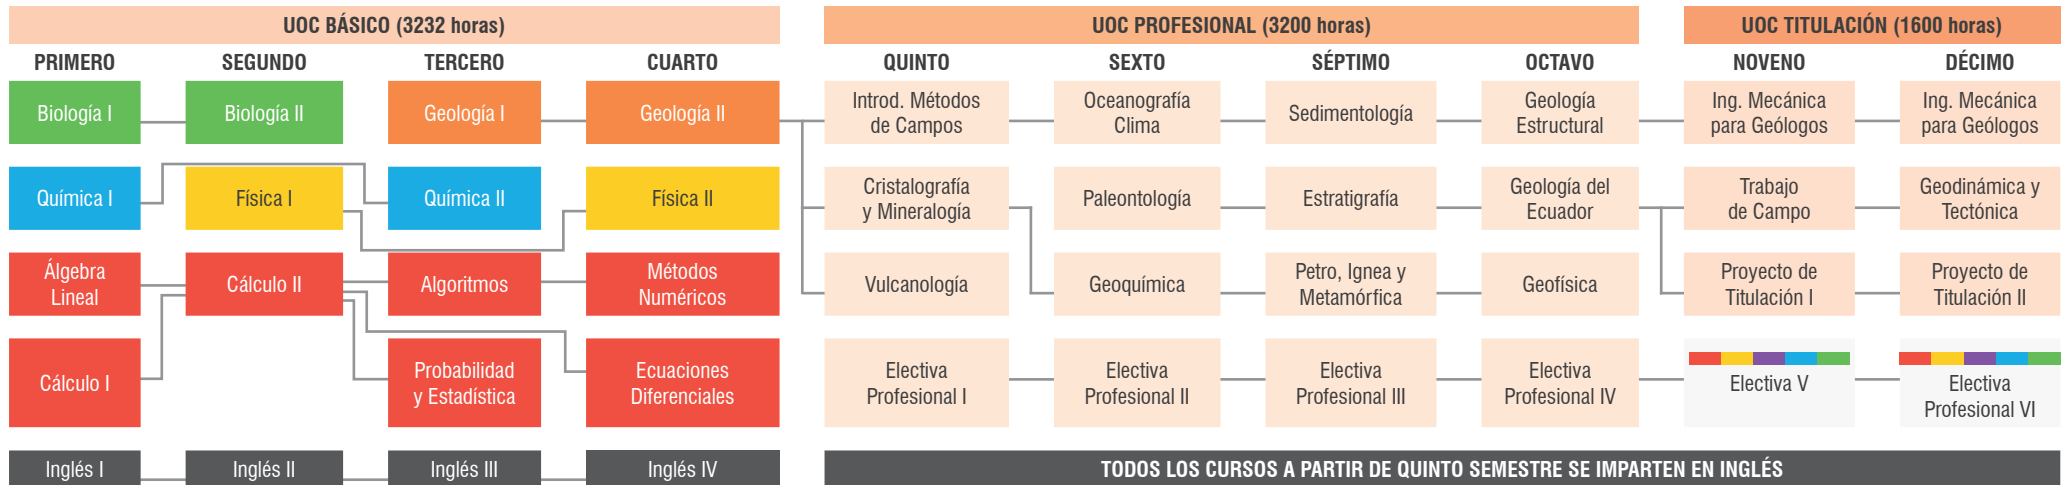 UOC BÁSICO (3232 horas)
UOC PROFESIONAL (3200 horas)
UOC TITULACIÓN (1600 horas)
PRIMERO
SEGUNDO
TERCERO
CUARTO
QUINTO
SEXTO
SÉPTIMO
OCTAVO
NOVENO
DÉCIMO
Biología I
Biología II
Geología I
Geología II
Introd. Métodos
de Campos
Oceanografía
Clima
Sedimentología
Geología
Estructural
Ing. Mecánica
para Geólogos
Ing. Mecánica
para Geólogos
Química I
Física I
Química II
Física II
Cristalografía
y Mineralogía
Paleontología
Estratigrafía
Geología del
Ecuador
Trabajo
de Campo
Geodinámica y
Tectónica
Álgebra
Lineal
Cálculo II
Algoritmos
Métodos
Numéricos
Vulcanología
Geoquímica
Petro, Ignea y
Metamórfica
Geofísica
Proyecto de
Titulación I
Proyecto de
Titulación II
Cálculo I
Probabilidad
y Estadística
Ecuaciones
Diferenciales
Electiva
Profesional I
Electiva
Profesional II
Electiva
Profesional III
Electiva
Profesional IV
Electiva V
Electiva
Profesional VI
Inglés I
Inglés II
Inglés III
Inglés IV
TODOS LOS CURSOS A PARTIR DE QUINTO SEMESTRE SE IMPARTEN EN INGLÉS